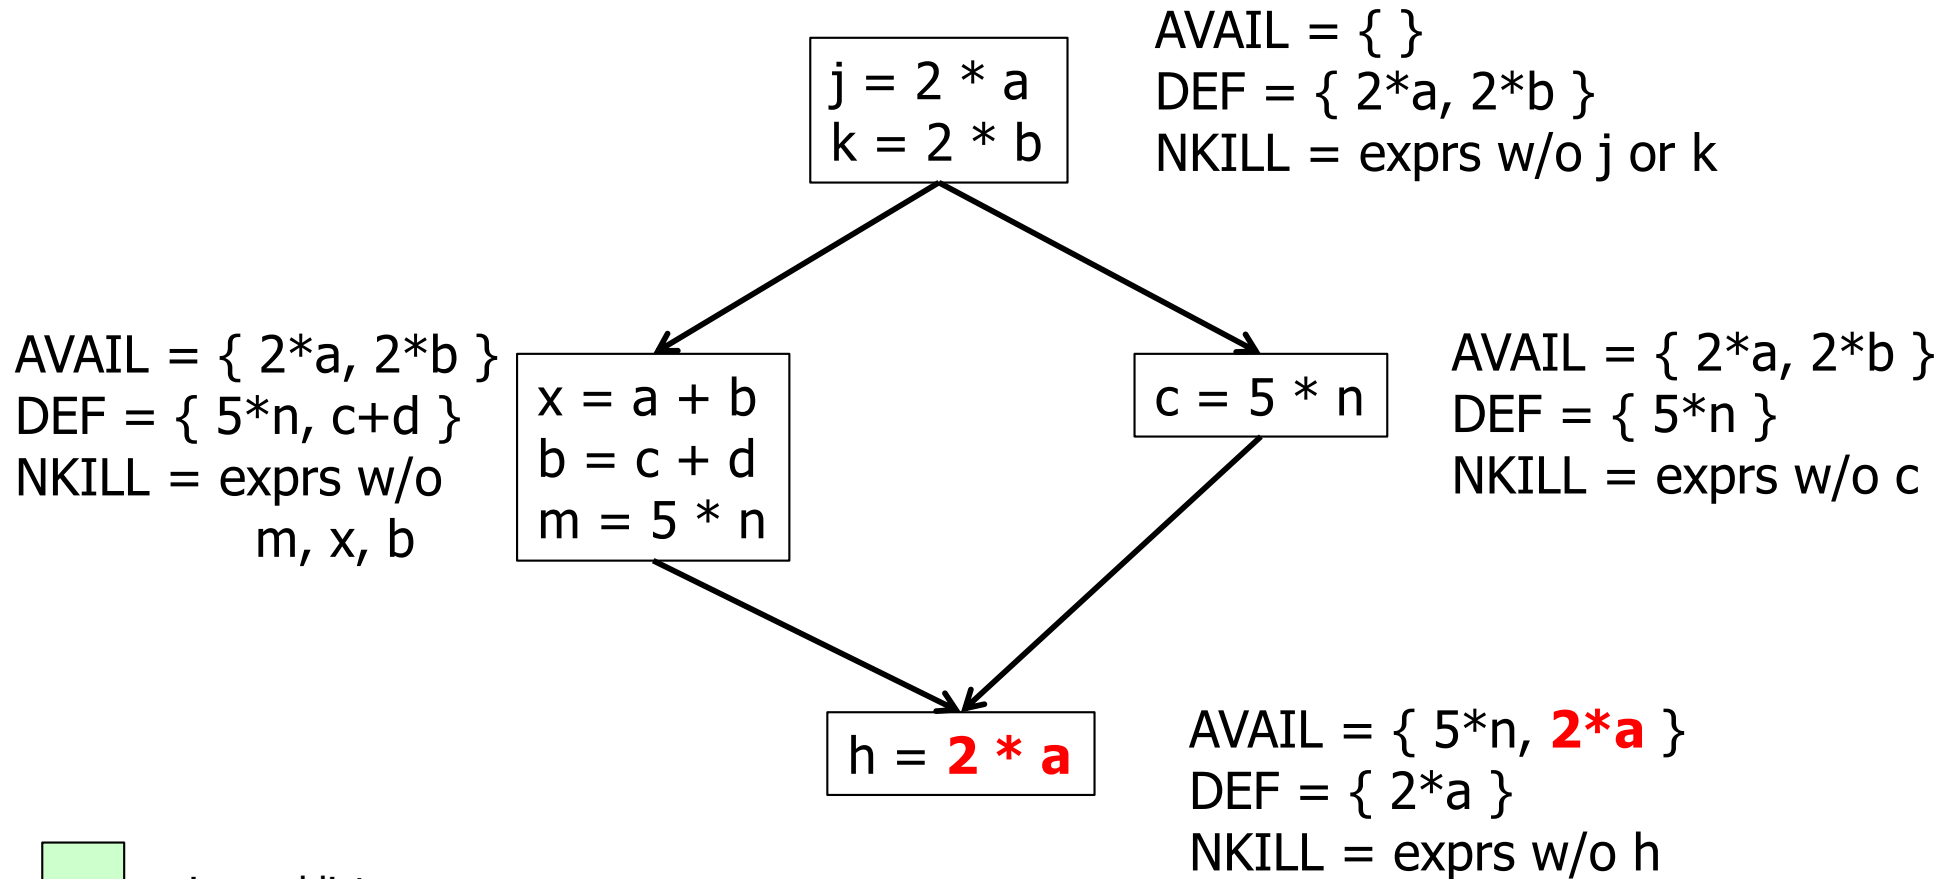 AVAIL = { }
DEF = { 2*a, 2*b }
NKILL = exprs w/o j or k
j = 2 * a
k = 2 * b
AVAIL = { 2*a, 2*b }
DEF = { 5*n, c+d }
NKILL = exprs w/o
m, x, b
x = a + b
b = c + d
m = 5 * n
c = 5 * n
AVAIL = { 2*a, 2*b }
DEF = { 5*n }
NKILL = exprs w/o c
h = 2 * a
AVAIL = { 5*n, 2*a }
DEF = { 2*a }
NKILL = exprs w/o h